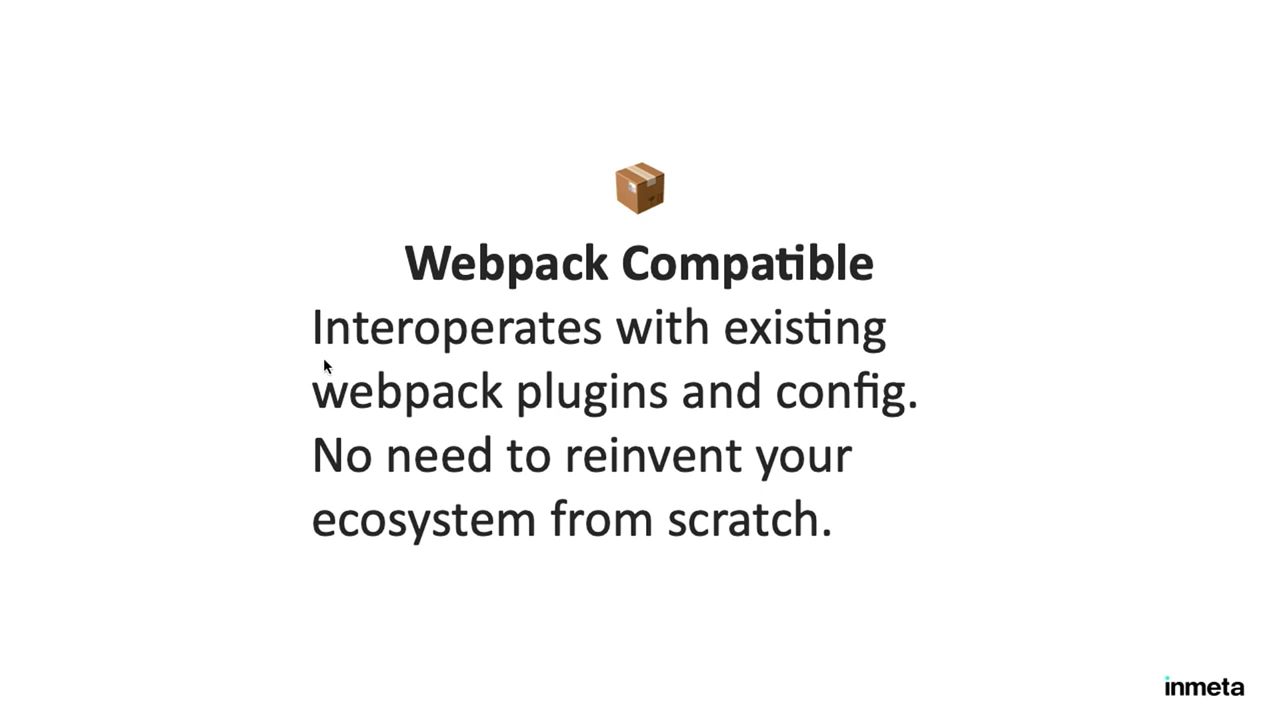 Webpack Compatible
Interoperates with existing
webpack plugins and config.
No need to reinvent your
ecosystem from scratch.
inmeta